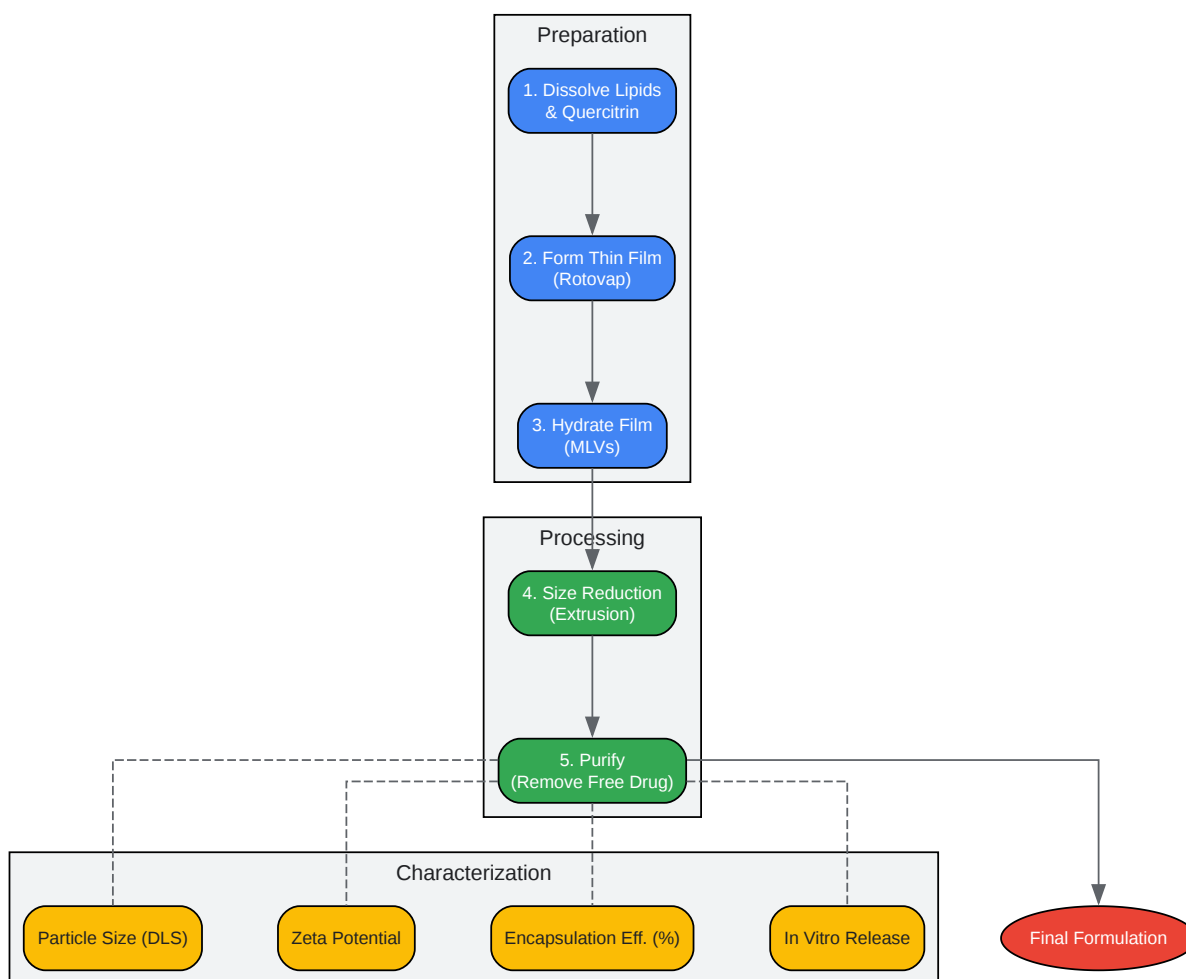 Preparation
1. Dissolve Lipids
& Quercitrin
2. Form Thin Film
(Rotovap)
3. Hydrate Film
(MLVs)
Processing
4. Size Reduction
(Extrusion)
5. Purify
(Remove Free Drug)
Characterization
Particle Size (DLS)
Zeta Potential
Encapsulation Eff. (%)
In Vitro Release
Final Formulation